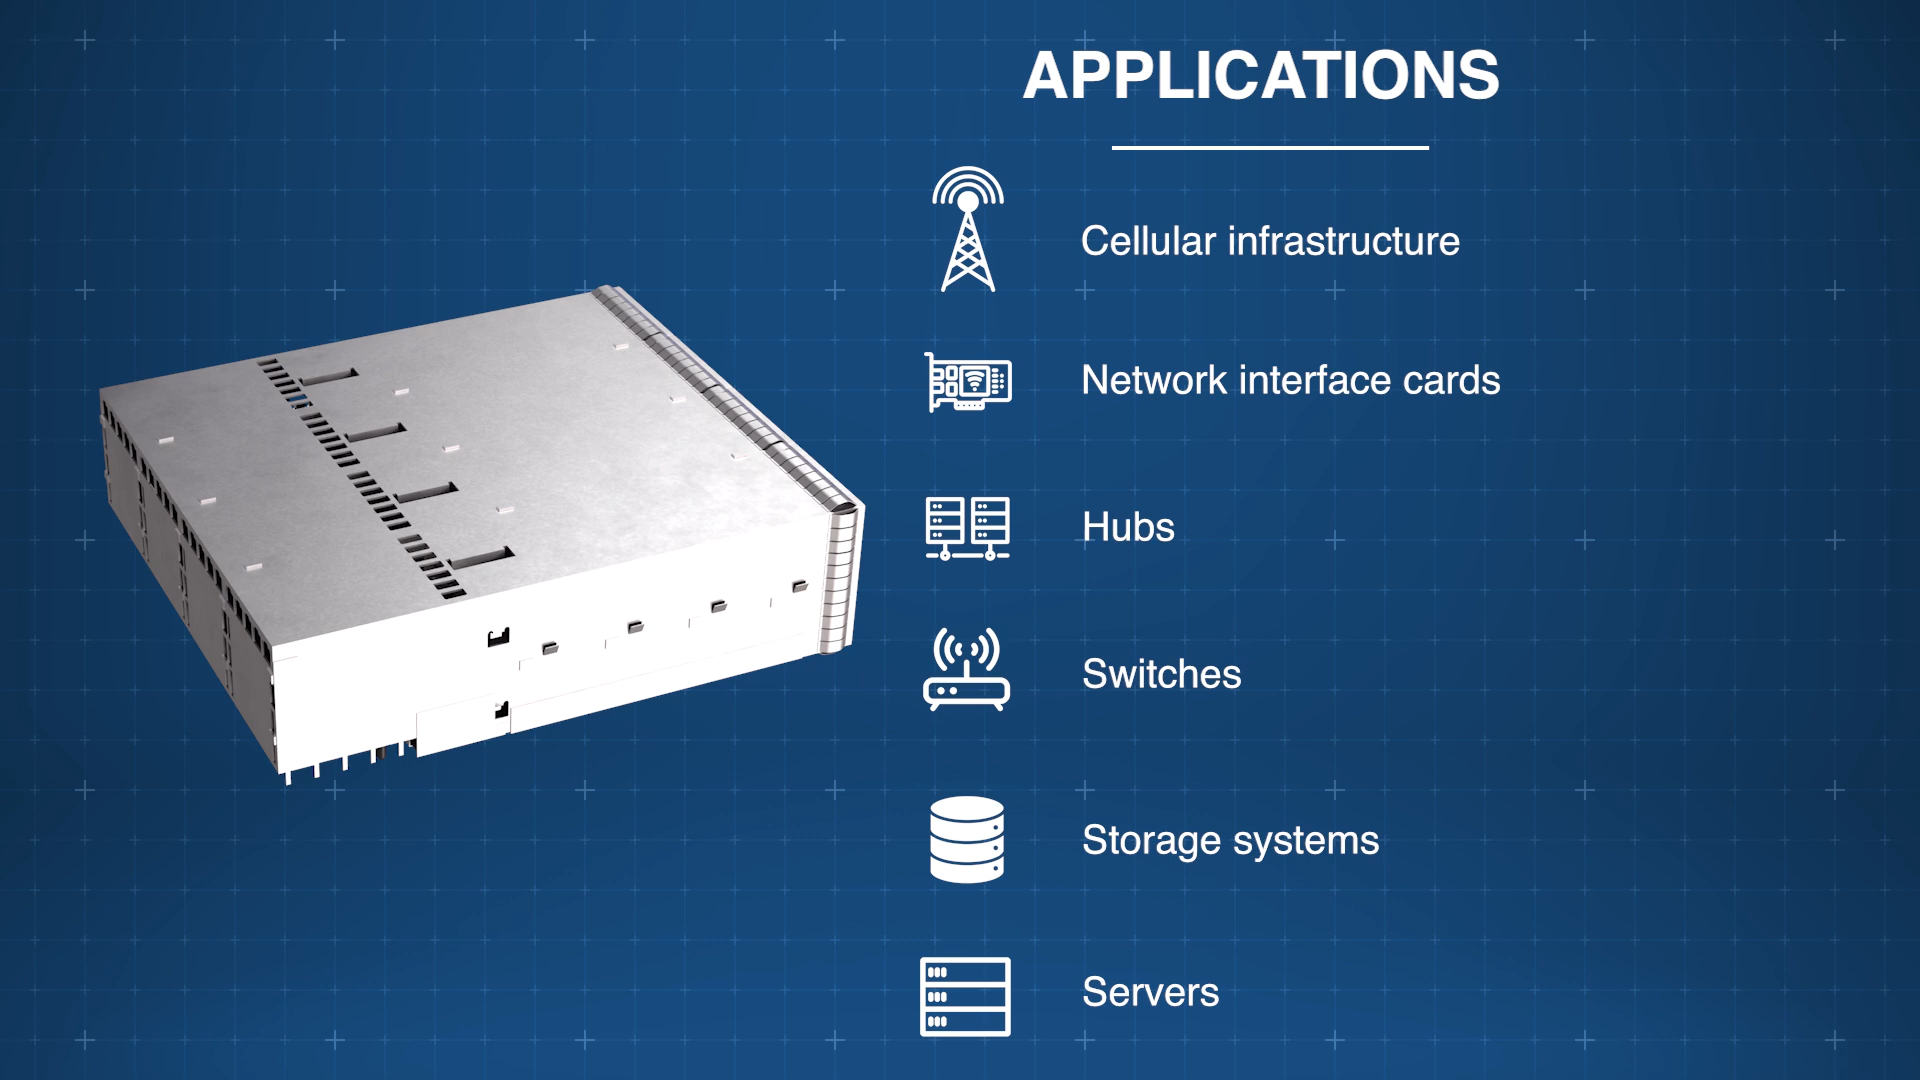 APPLICATIONS
Cellular infrastructure
Network interface cards
Hubs
Switches
Storage systems
Servers